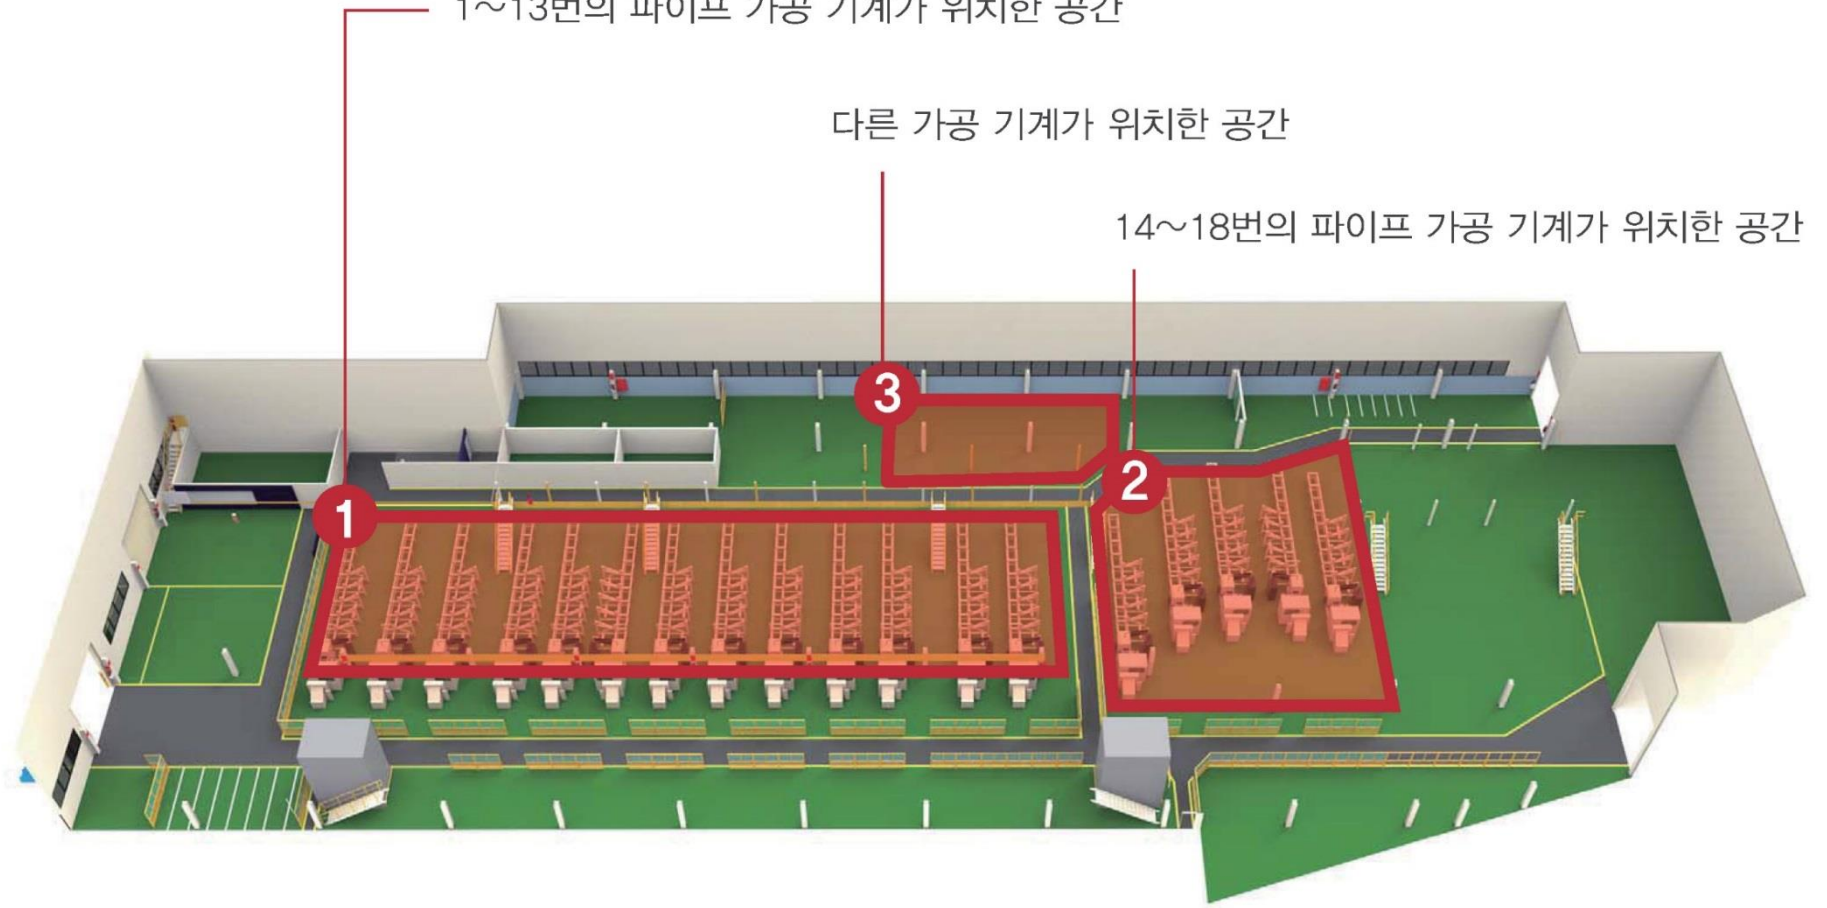 1～13번의 파이프 가공 기계가 위치한 공간
다른 가공 기계가 위치한 공간
14～18번의 파이프 가공 기계가 위치한 공간
3
2
1